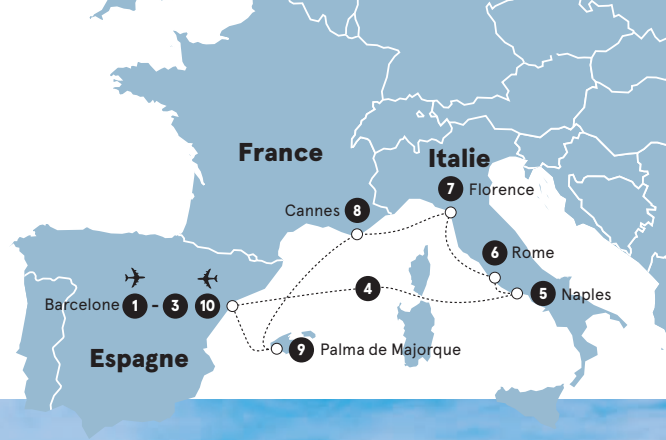 France
Italie
7 Florence
Cannes 8
6 Rome
4
5 Naples
Barcelone 1 - 3 10
9 Palma de Majorque
Espagne